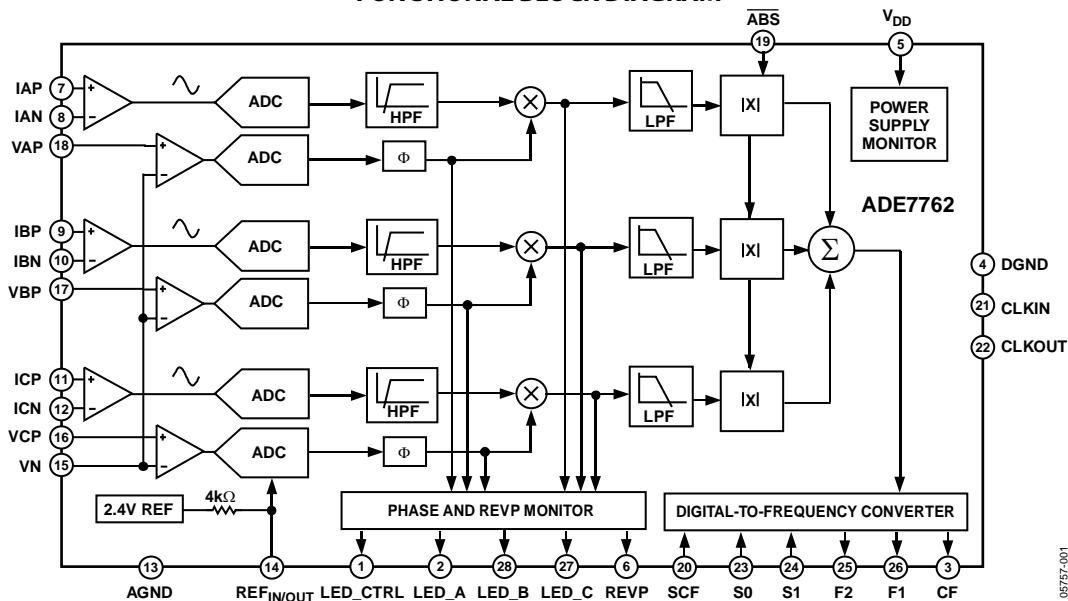 FUNCTIONAL BLOCK DIAGRAM
ABS
VDD
19
5
IAP 7
+
ADC
HPF
×
LPF
|X|
POWER
SUPPLY
MONITOR
IAN 8
−
VAP 18
+
ADC
Φ
−
ADE7762
IBP 9
+
ADC
HPF
×
LPF
|X|
Σ
IBN 10
−
4 DGND
VBP 17
+
ADC
Φ
−
21 CLKIN
22 CLKOUT
ICP 11
+
ADC
HPF
×
LPF
|X|
ICN 12
−
VCP 16
+
ADC
Φ
VN 15
−
2.4V REF
4kΩ
PHASE AND REVP MONITOR
DIGITAL-TO-FREQUENCY CONVERTER
13
14
1
2
28
27
6
20
23
24
25
26
3
AGND
REFIN/OUT
LED_CTRL
LED_A
LED_B
LED_C
REVP
SCF
S0
S1
F2
F1
CF
05757-001